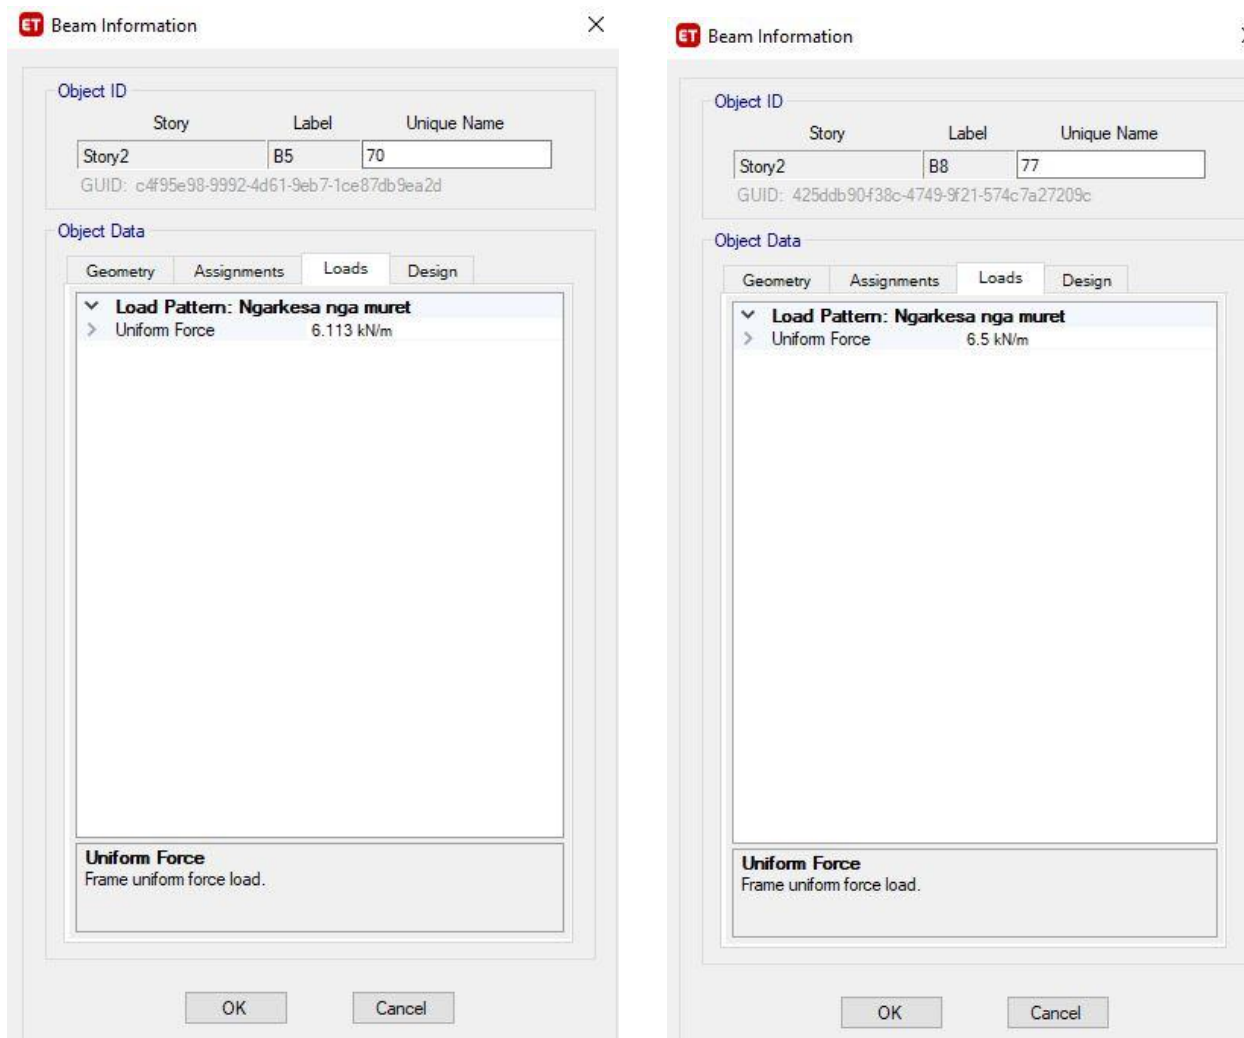 ET Beam Information
Object ID
Story Label Unique Name
Story2 B5 70
GUID: c4f95e98-9992-4d61-9eb7-1ce87db9ea2d
Object Data
Geometry Assignments Loads Design
Load Pattern: Ngarkesa nga muret
Uniform Force 6.113 kN/m
Uniform Force
Frame uniform force load.
OK Cancel
ET Beam Information
Object ID
Story Label Unique Name
Story2 B8 77
GUID: 425ddb90-f38c-4749-9f21-574c7a27209c
Object Data
Geometry Assignments Loads Design
Load Pattern: Ngarkesa nga muret
Uniform Force 6.5 kN/m
Uniform Force
Frame uniform force load.
OK Cancel